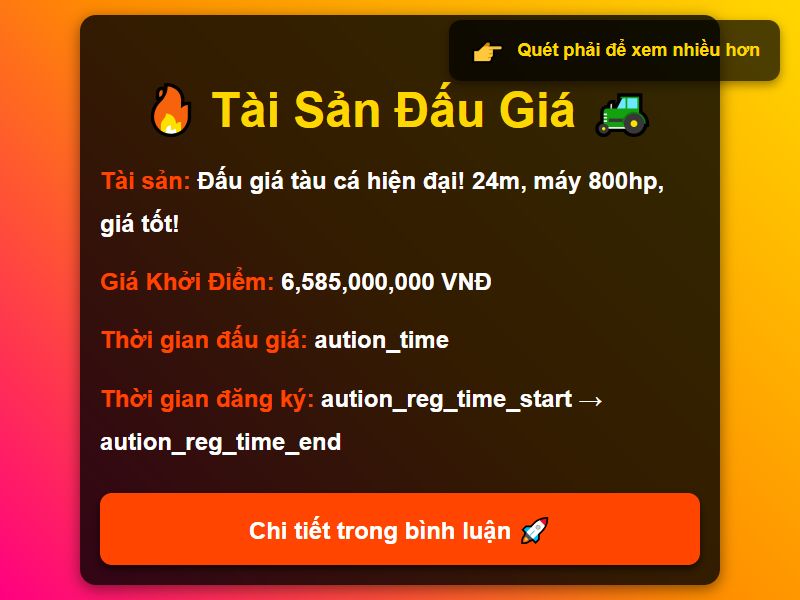 👉 Quét phải để xem nhiều hơn
🔥 Tài Sản Đấu Giá 🚜
Tài sản: Đấu giá tàu cá hiện đại! 24m, máy 800hp,
giá tốt!
Giá Khởi Điểm: 6,585,000,000 VNĐ
Thời gian đấu giá: aution_time
Thời gian đăng ký: aution_reg_time_start →
aution_reg_time_end
Chi tiết trong bình luận 🚀